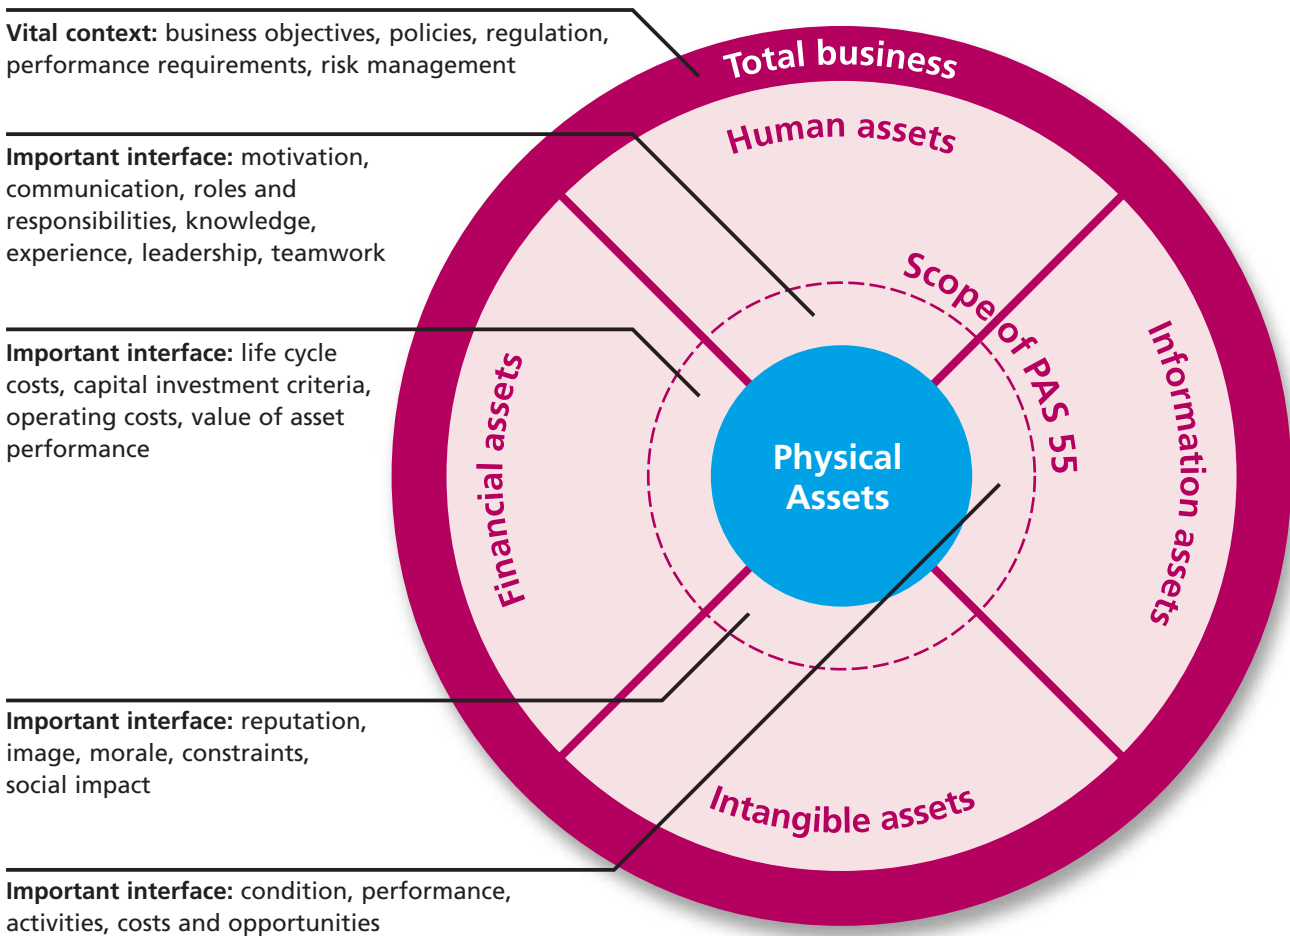 Vital context: business objectives, policies, regulation,
performance requirements, risk management
Important interface: motivation,
communication, roles and
responsibilities, knowledge,
experience, leadership, teamwork
Important interface: life cycle
costs, capital investment criteria,
operating costs, value of asset
performance
Important interface: reputation,
image, morale, constraints,
social impact
Important interface: condition, performance,
activities, costs and opportunities
Total business
Human assets
Scope of PAS 55
Information assets
Financial assets
Physical
Assets
Intangible assets